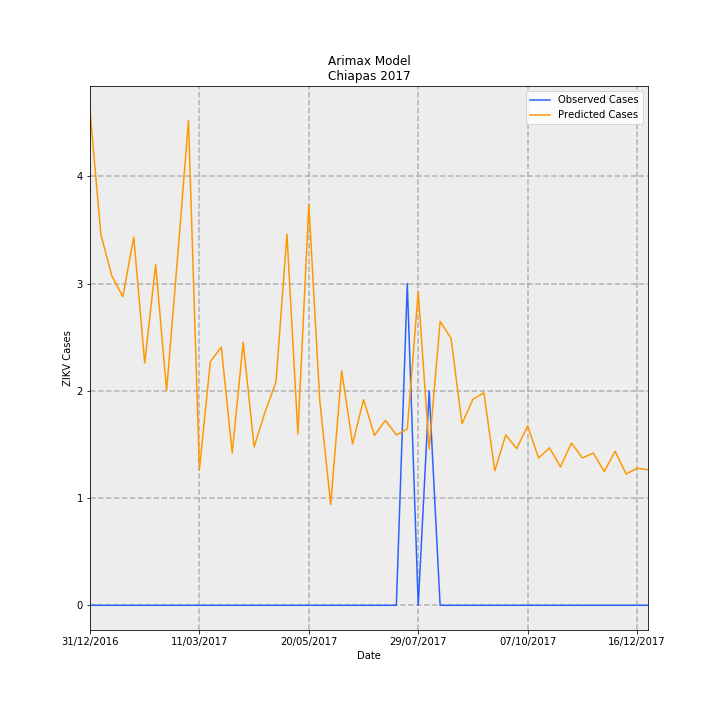 Arimax Model
Chiapas 2017
Observed Cases
Predicted Cases
ZIKV Cases
4
3
2
1
0
31/12/2016 11/03/2017 20/05/2017 29/07/2017 07/10/2017 16/12/2017
Date